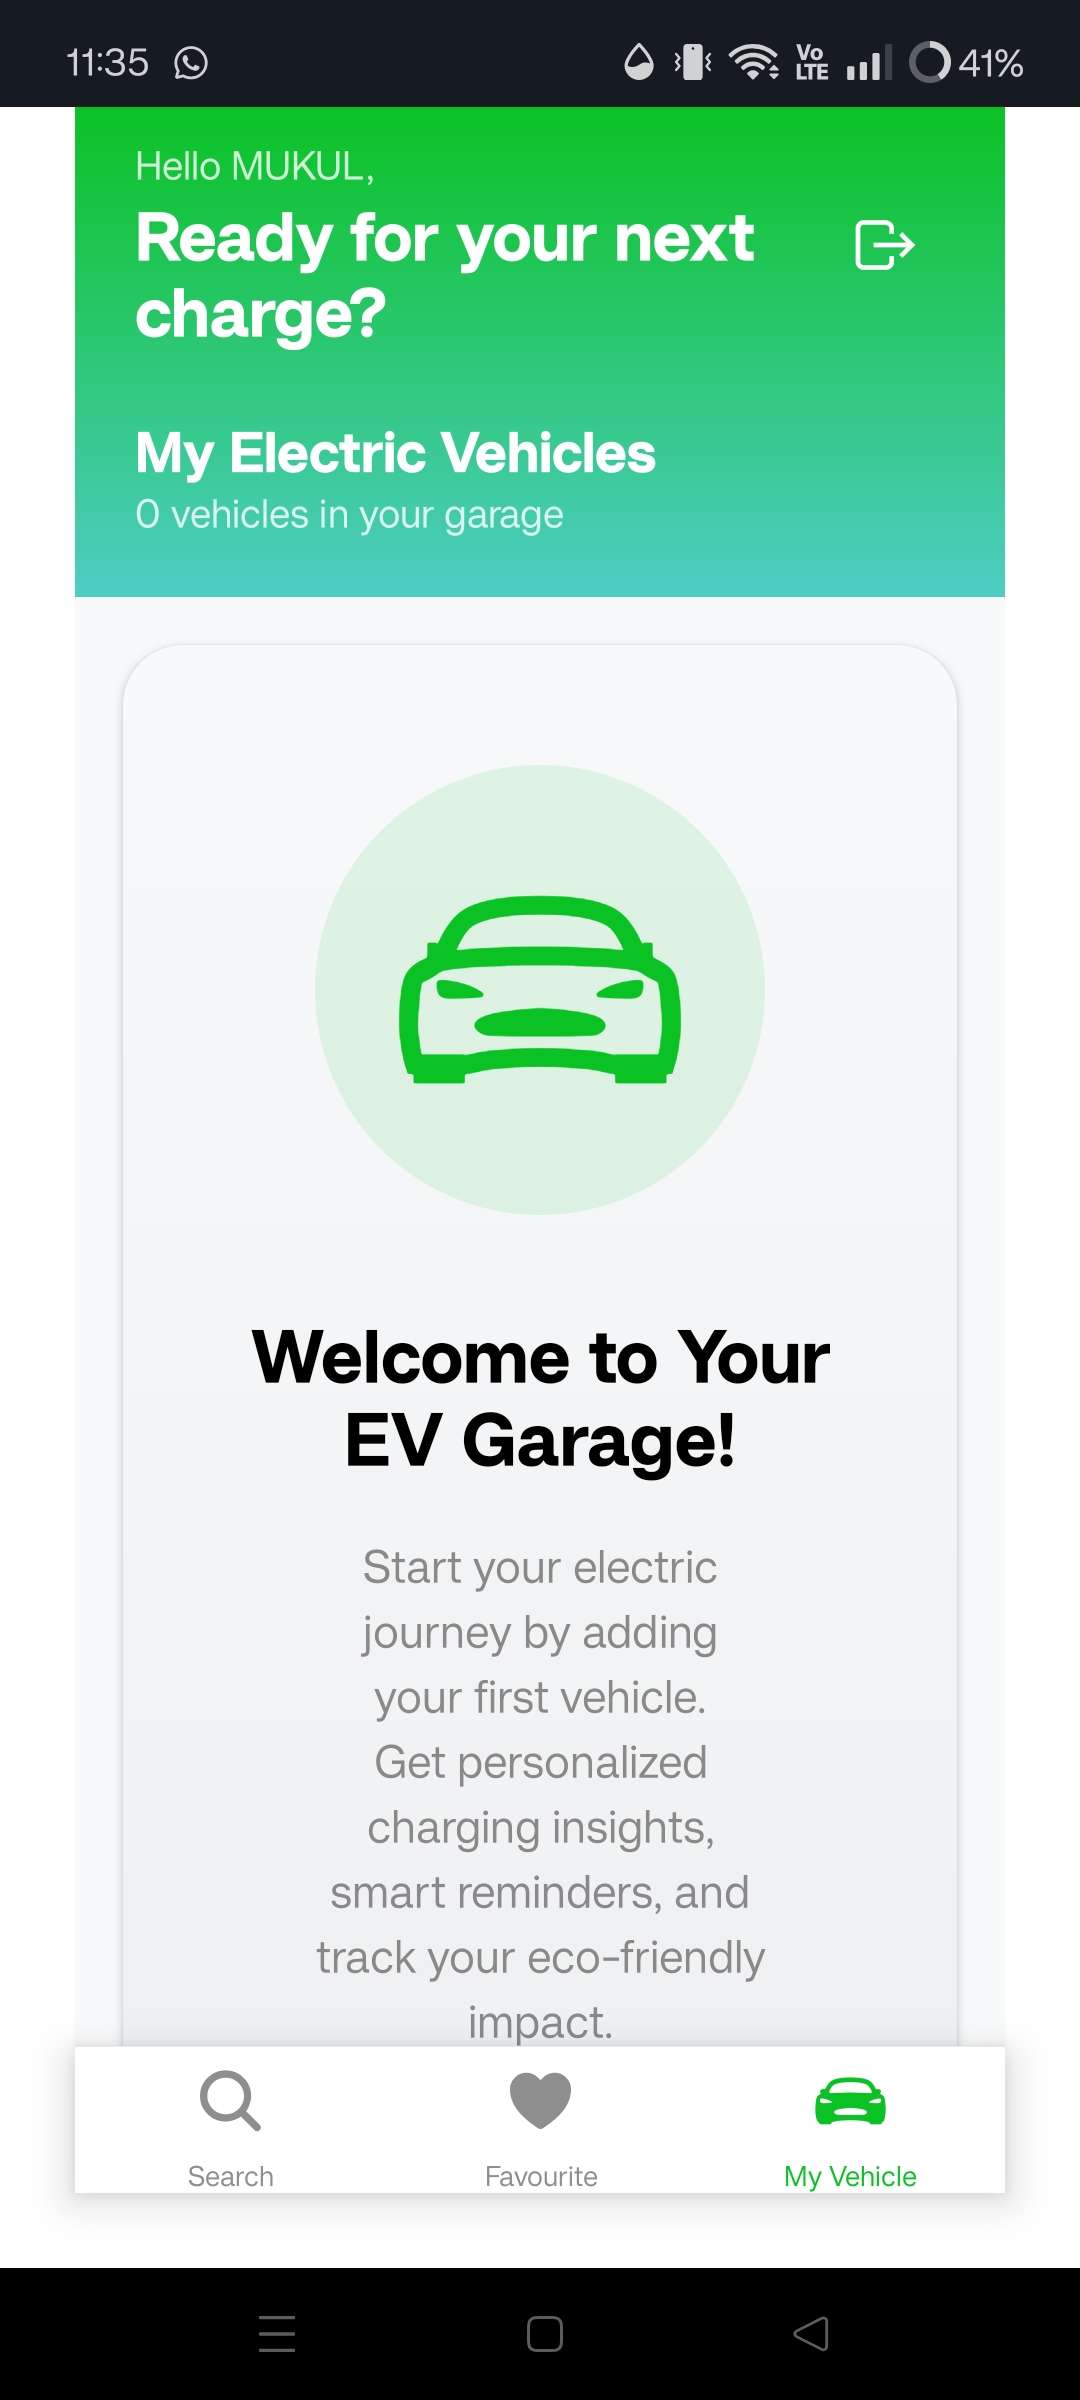 11:35
Vo
LTE
41%
Hello MUKUL,
Ready for your next
charge?
My Electric Vehicles
0 vehicles in your garage
Welcome to Your
EV Garage!
Start your electric
journey by adding
your first vehicle.
Get personalized
charging insights,
smart reminders, and
track your eco-friendly
impact.
Search
Favourite
My Vehicle